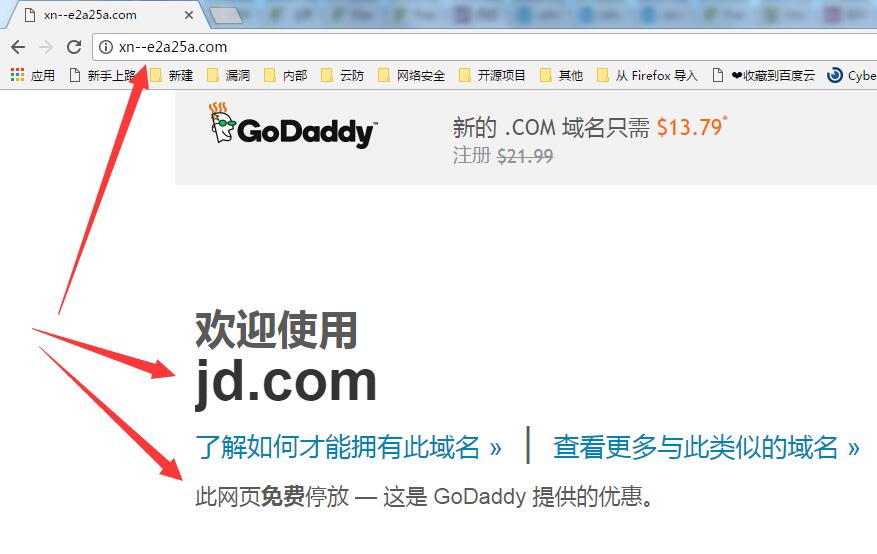 xn--e2a25a.com
xn--e2a25a.com
应用 新手上路 新建 漏洞 内部 云防 网络安全 开源项目 其他 从 Firefox 导入 ❤收藏到百度云 Cybe
GoDaddy™
新的 .COM 域名只需 $13.79*
注册 $21.99
欢迎使用
jd.com
了解如何才能拥有此域名 » | 查看更多与此类似的域名 »
此网页免费停放 — 这是 GoDaddy 提供的优惠。